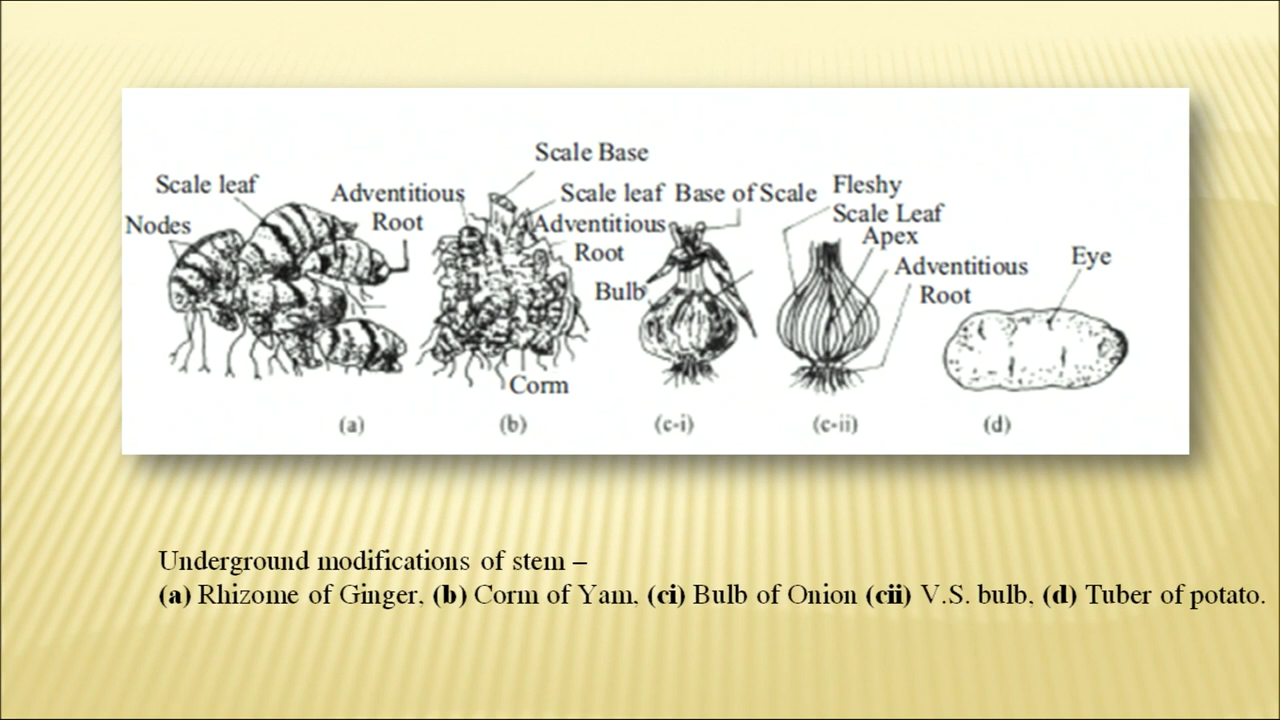 Scale Base
Scale leaf
Adventitious
Root
Nodes
Scale leaf
Adventitious
Root
Corm
Base of Scale
Bulb
Fleshy
Scale Leaf
Apex
Adventitious
Root
Eye
(a) (b) (c-i) (c-ii) (d)
Underground modifications of stem –
(a) Rhizome of Ginger, (b) Corm of Yam, (ci) Bulb of Onion (cii) V.S. bulb, (d) Tuber of potato.